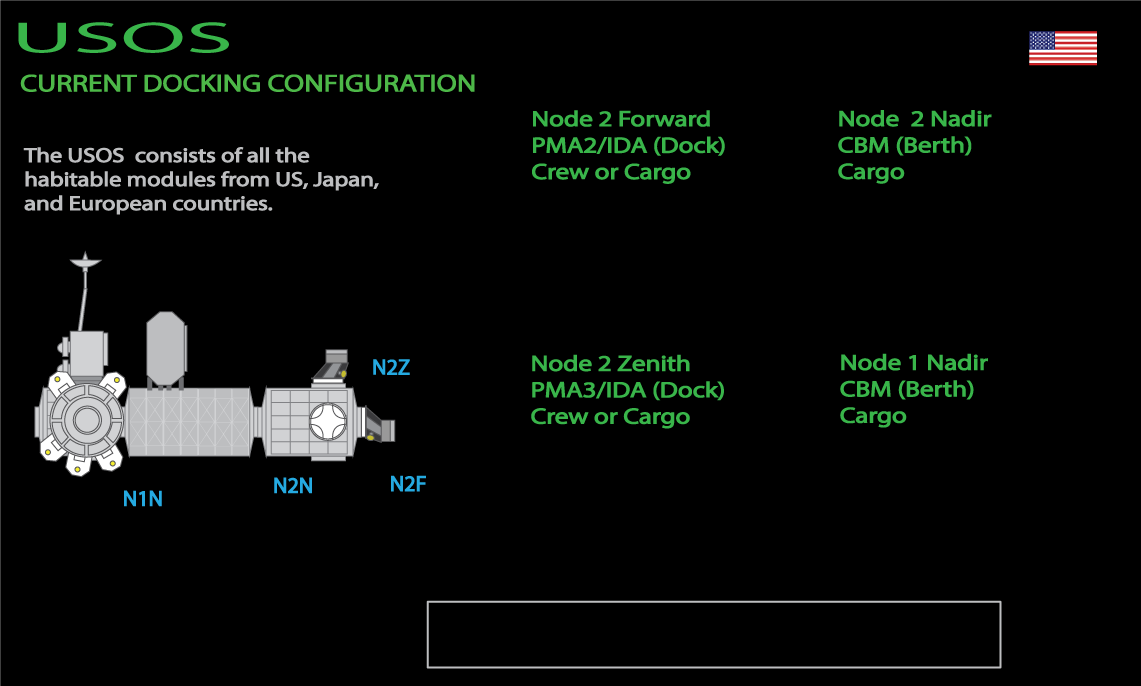 USOS
CURRENT DOCKING CONFIGURATION
The USOS consists of all the
habitable modules from US, Japan,
and European countries.
Node 2 Forward
PMA2/IDA (Dock)
Crew or Cargo
Node 2 Nadir
CBM (Berth)
Cargo
Node 2 Zenith
PMA3/IDA (Dock)
Crew or Cargo
Node 1 Nadir
CBM (Berth)
Cargo
N2Z
N1N
N2N
N2F